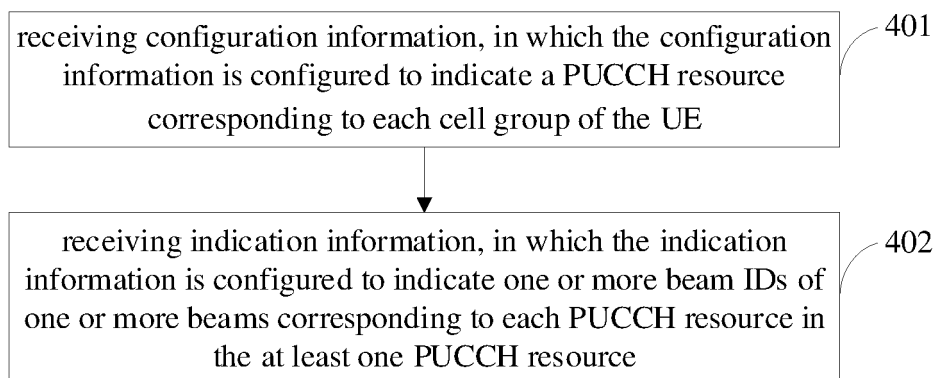 receiving configuration information, in which the configuration
information is configured to indicate a PUCCH resource
corresponding to each cell group of the UE
401
receiving indication information, in which the indication
information is configured to indicate one or more beam IDs of
one or more beams corresponding to each PUCCH resource in
the at least one PUCCH resource
402